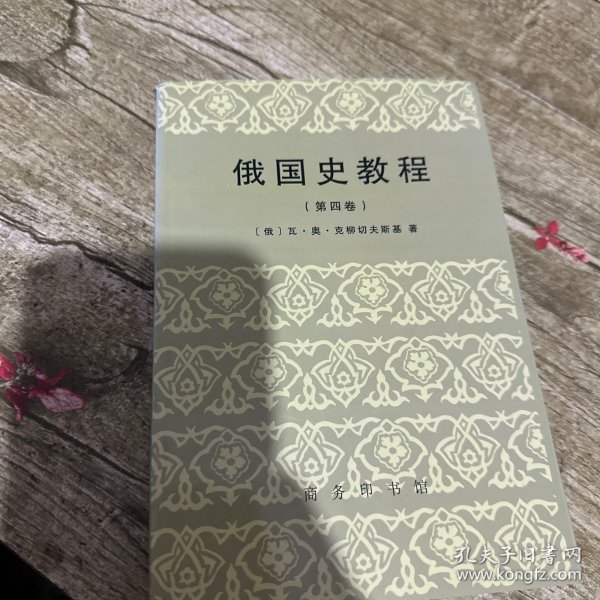 俄国史教程
（第四卷）
〔俄〕瓦·奥·克柳切夫斯基 著
商务印书馆
孔夫子旧书网
www.kongfz.com